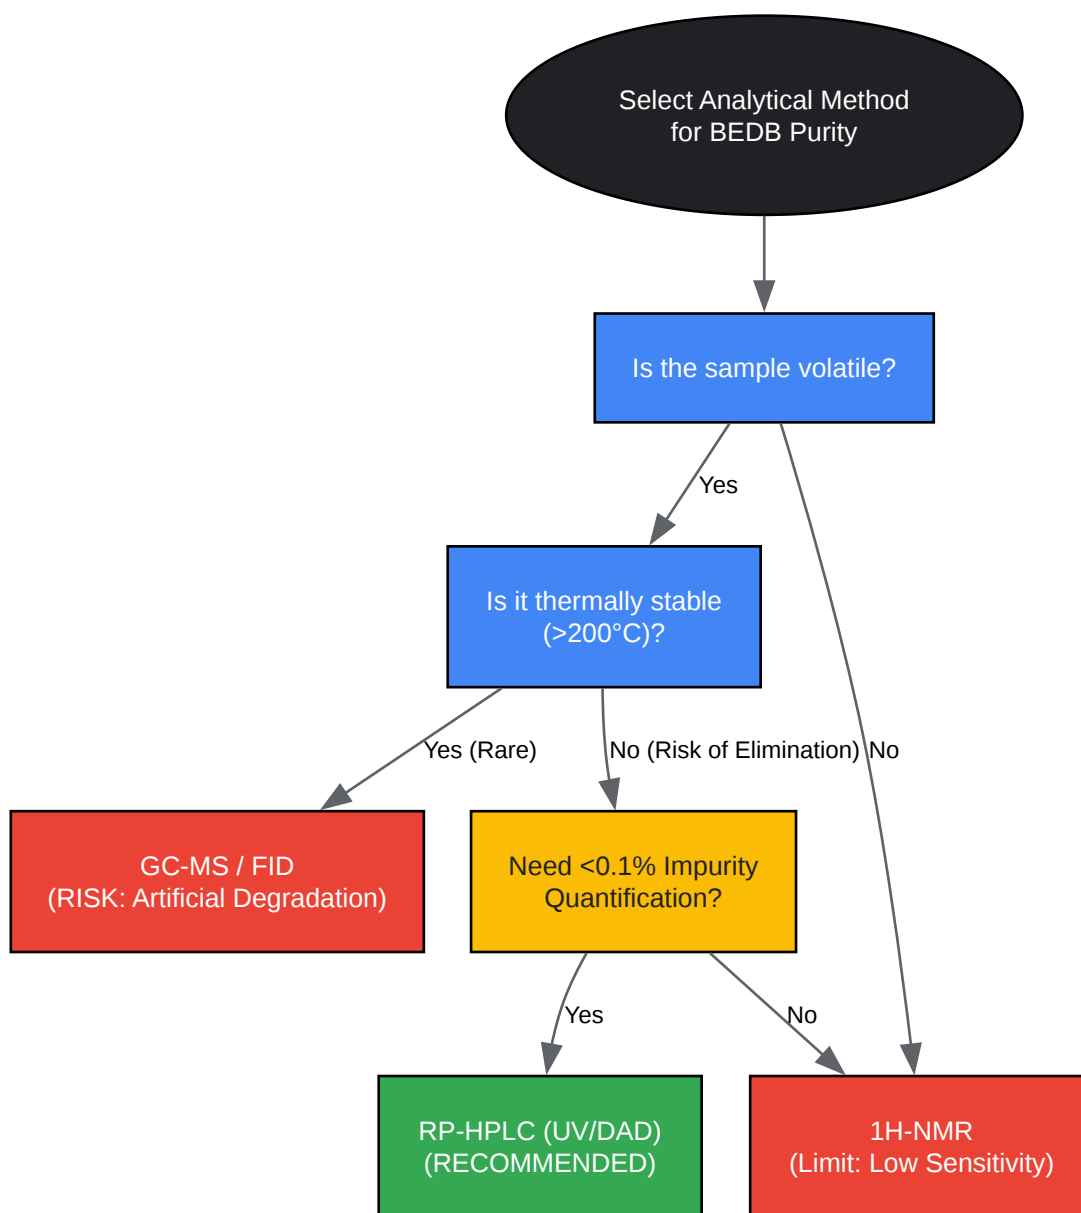 Select Analytical Method
for BEDB Purity
Is the sample volatile?
Yes
Is it thermally stable
(>200°C)?
Yes (Rare)
No (Risk of Elimination)
No
GC-MS / FID
(RISK: Artificial Degradation)
Need <0.1% Impurity
Quantification?
Yes
No
RP-HPLC (UV/DAD)
(RECOMMENDED)
1H-NMR
(Limit: Low Sensitivity)